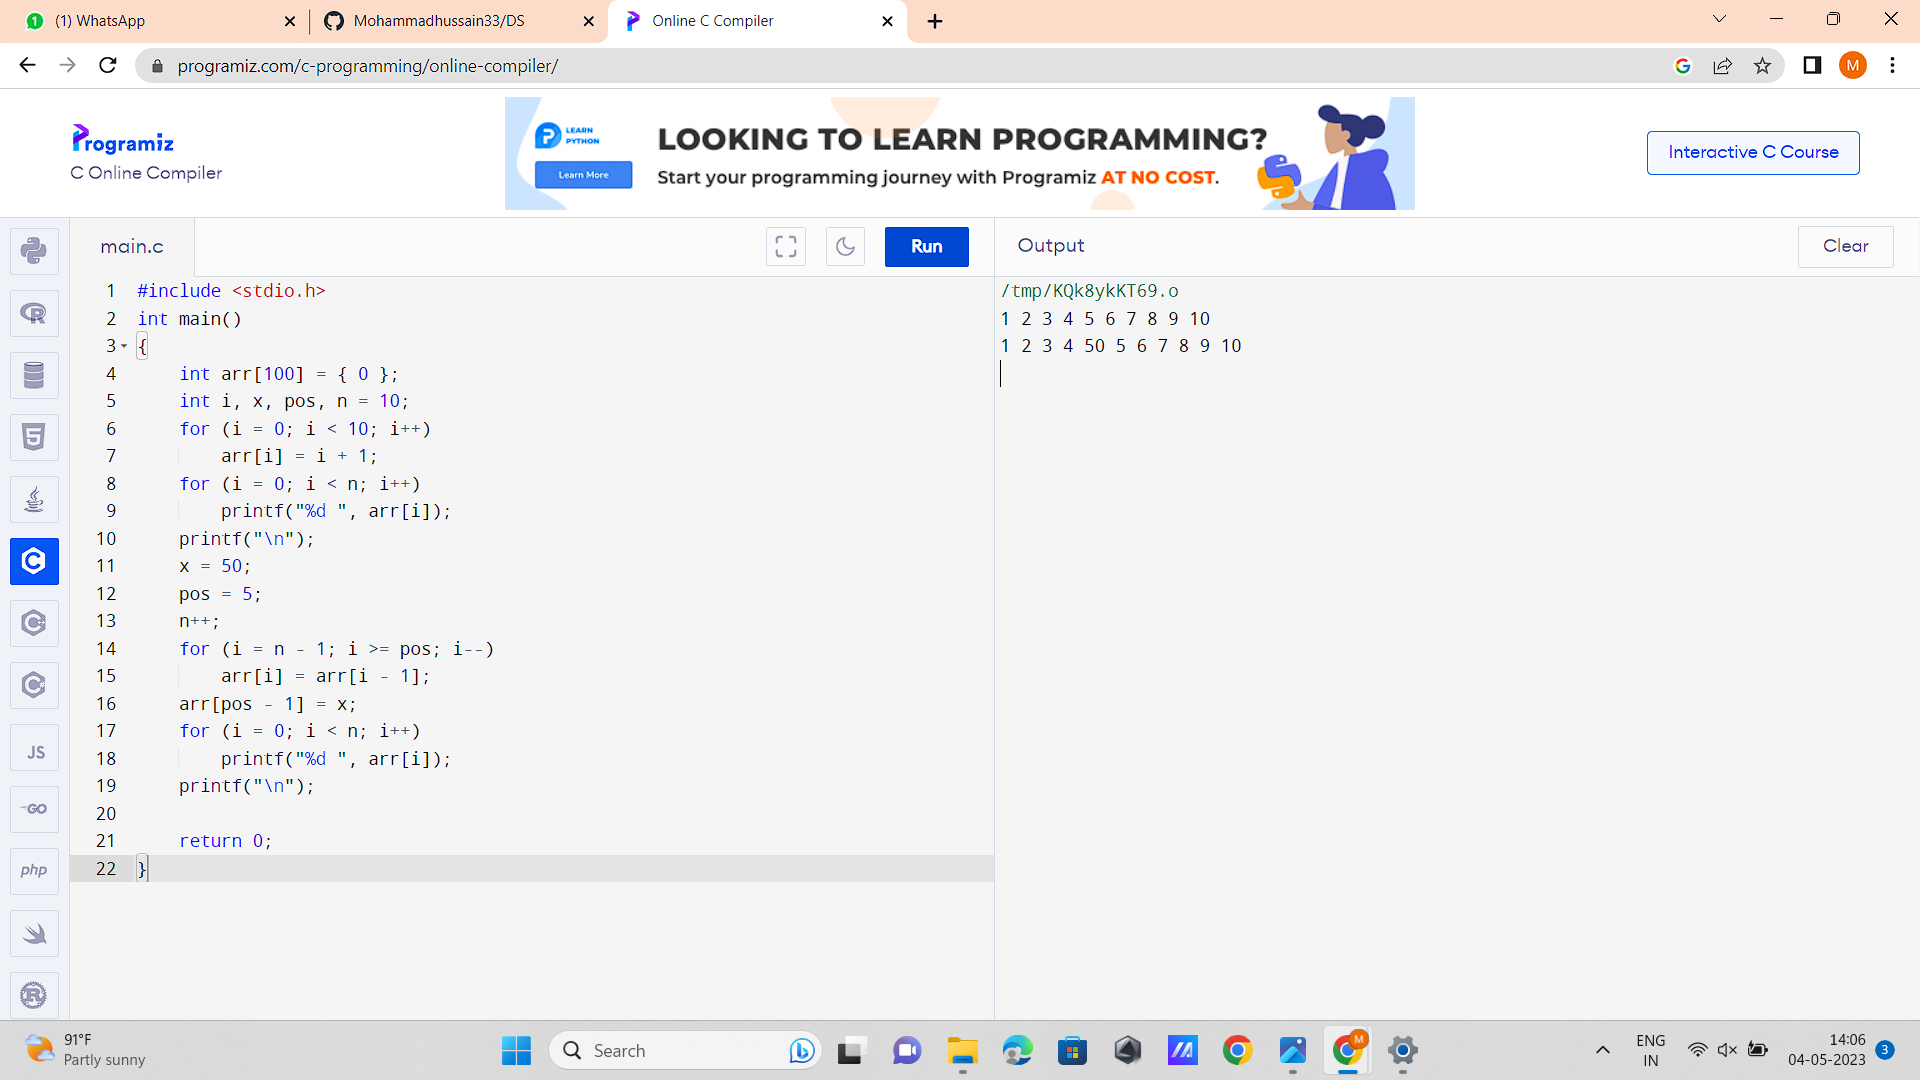 1 (1) WhatsApp
Mohammadhussain33/DS
Online C Compiler
programiz.com/c-programming/online-compiler/
M
Programiz
C Online Compiler
LEARN
PYTHON
Learn More
LOOKING TO LEARN PROGRAMMING?
Start your programming journey with Programiz AT NO COST.
Interactive C Course
main.c
Run
Output
Clear
1 #include <stdio.h>
2 int main()
3 {
4 int arr[100] = { 0 };
5 int i, x, pos, n = 10;
6 for (i = 0; i < 10; i++)
7 arr[i] = i + 1;
8 for (i = 0; i < n; i++)
9 printf("%d ", arr[i]);
10 printf("\n");
11 x = 50;
12 pos = 5;
13 n++;
14 for (i = n - 1; i >= pos; i--)
15 arr[i] = arr[i - 1];
16 arr[pos - 1] = x;
17 for (i = 0; i < n; i++)
18 printf("%d ", arr[i]);
19 printf("\n");
20
21 return 0;
22 }
/tmp/KQk8ykKT69.o
1 2 3 4 5 6 7 8 9 10
1 2 3 4 50 5 6 7 8 9 10
R
5
C
JS
GO
php
R
91°F
Partly sunny
Search
M
ENG
IN
14:06
04-05-2023
3